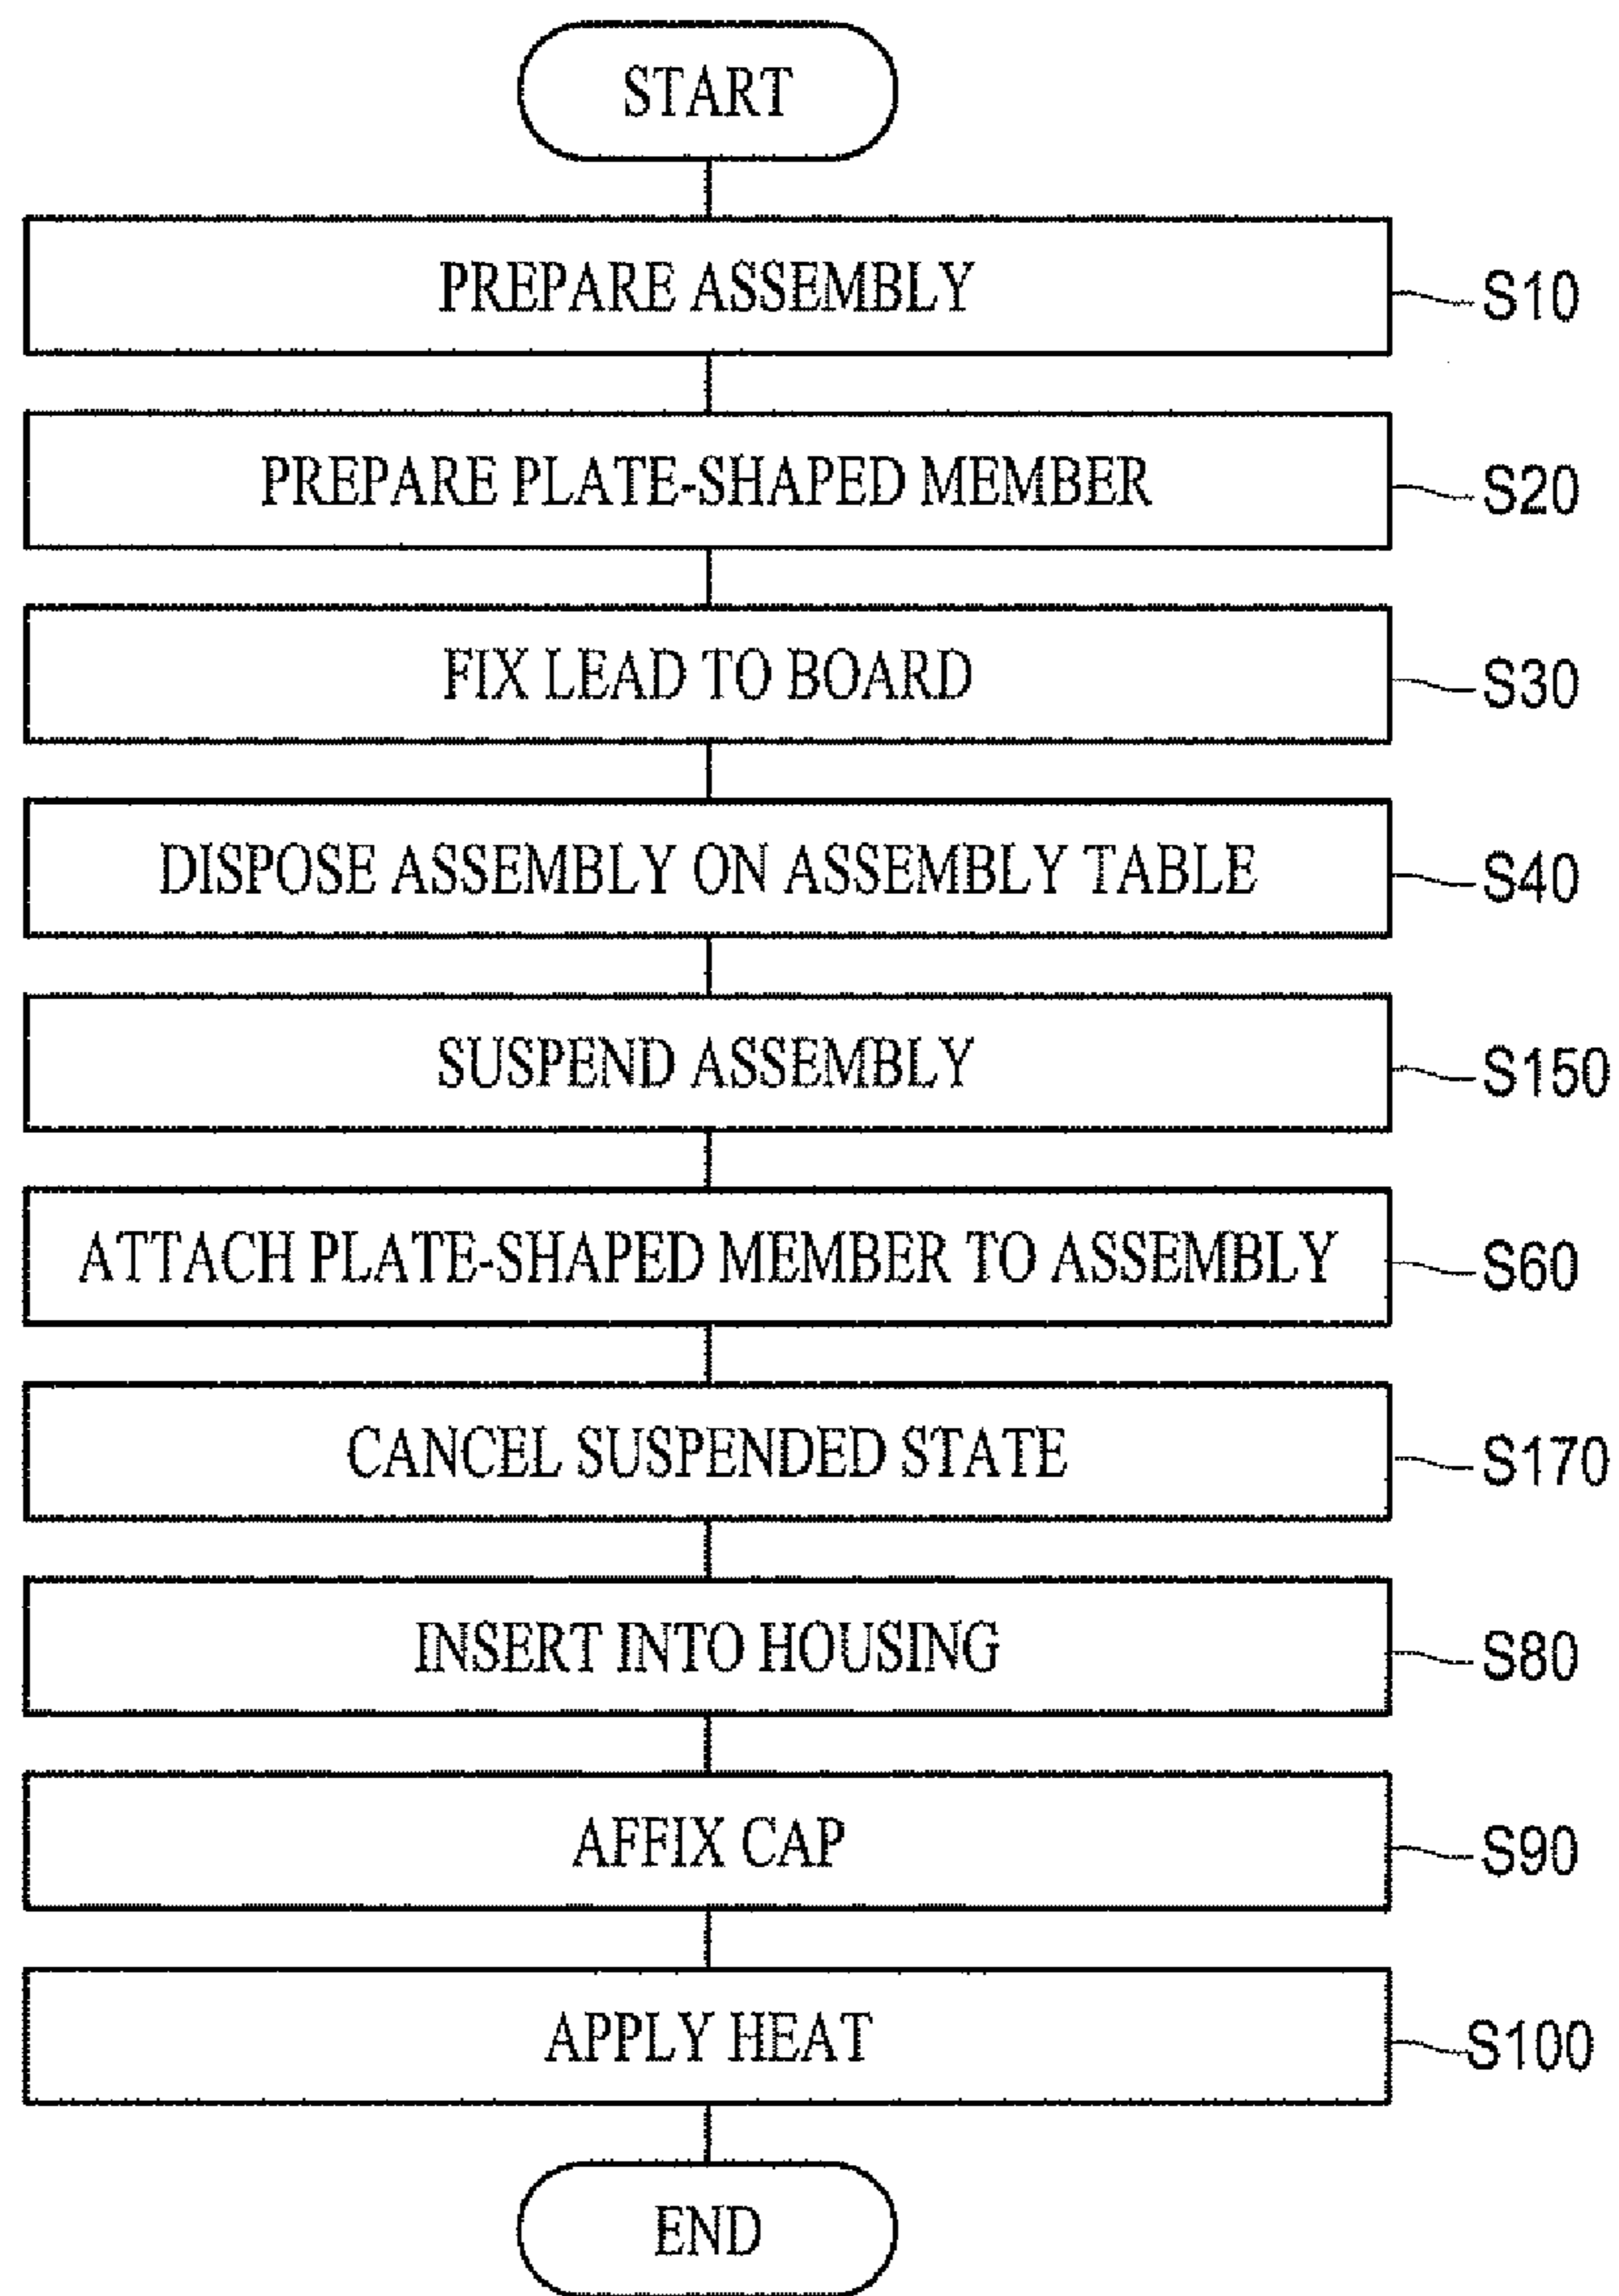 START
PREPARE ASSEMBLY
S10
PREPARE PLATE-SHAPED MEMBER
S20
FIX LEAD TO BOARD
S30
DISPOSE ASSEMBLY ON ASSEMBLY TABLE
S40
SUSPEND ASSEMBLY
S150
ATTACH PLATE-SHAPED MEMBER TO ASSEMBLY
S60
CANCEL SUSPENDED STATE
S170
INSERT INTO HOUSING
S80
AFFIX CAP
S90
APPLY HEAT
S100
END